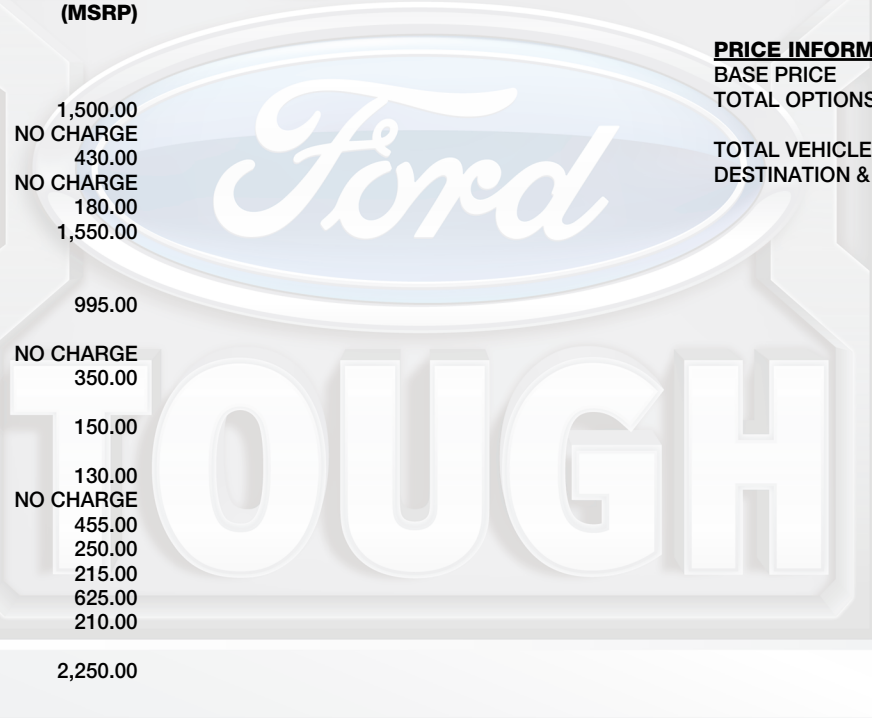 (MSRP)
1,500.00
NO CHARGE
430.00
NO CHARGE
180.00
1,550.00
995.00
NO CHARGE
350.00
150.00
130.00
NO CHARGE
455.00
250.00
215.00
625.00
210.00
2,250.00
PRICE INFORM
BASE PRICE
TOTAL OPTIONS
TOTAL VEHICLE
DESTINATION &
Ford
TOUGH